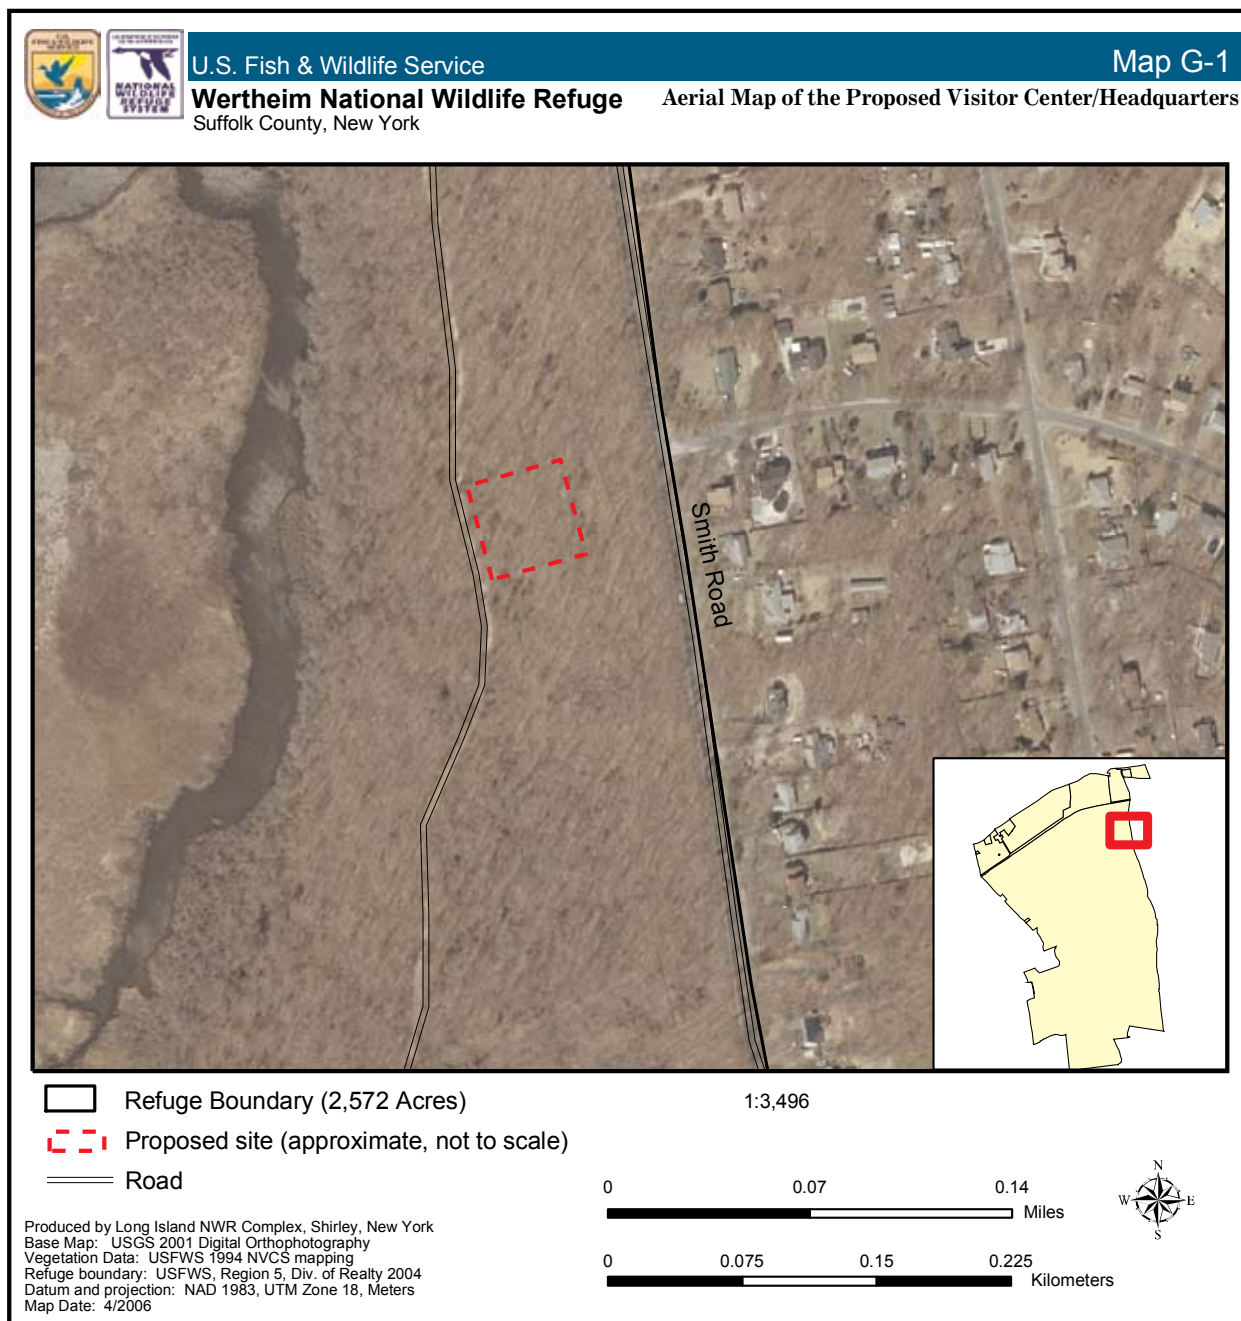 U.S.
FISH & WILDLIFE
SERVICE
NATIONAL
WILDLIFE
REFUGE
SYSTEM
U.S. Fish & Wildlife Service
Map G-1
Wertheim National Wildlife Refuge
Aerial Map of the Proposed Visitor Center/Headquarters
Suffolk County, New York
Smith Road
Refuge Boundary (2,572 Acres)
1:3,496
Proposed site (approximate, not to scale)
Road
0 0.07 0.14
Miles
0 0.075 0.15 0.225
Kilometers
N
W E
S
Produced by Long Island NWR Complex, Shirley, New York
Base Map: USGS 2001 Digital Orthophotography
Vegetation Data: USFWS 1994 NVCS mapping
Refuge boundary: USFWS, Region 5, Div. of Realty 2004
Datum and projection: NAD 1983, UTM Zone 18, Meters
Map Date: 4/2006